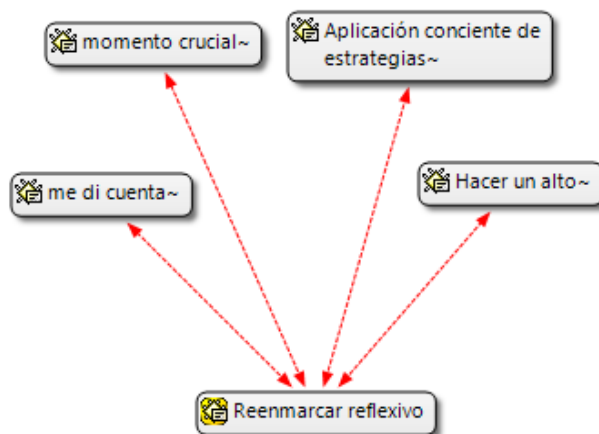 momento crucial~
Aplicación conciente de
estrategias~
me di cuenta~
Hacer un alto~
Reenmarcar reflexivo